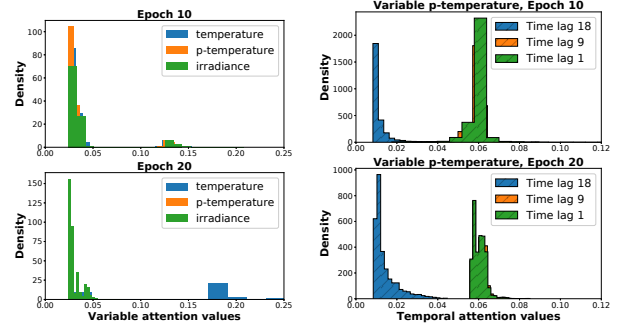 Epoch 10
Density
100
80
60
40
20
0
0.00 0.05 0.10 0.15 0.20 0.25
temperature
p-temperature
irradiance
Variable p-temperature, Epoch 10
Density
2000
1500
1000
500
0
0.00 0.02 0.04 0.06 0.08 0.10 0.12
Time lag 18
Time lag 9
Time lag 1
Epoch 20
Density
150
125
100
75
50
25
0
0.00 0.05 0.10 0.15 0.20 0.25
temperature
p-temperature
irradiance
Variable attention values
Variable p-temperature, Epoch 20
Density
1000
800
600
400
200
0
0.00 0.02 0.04 0.06 0.08 0.10 0.12
Time lag 18
Time lag 9
Time lag 1
Temporal attention values